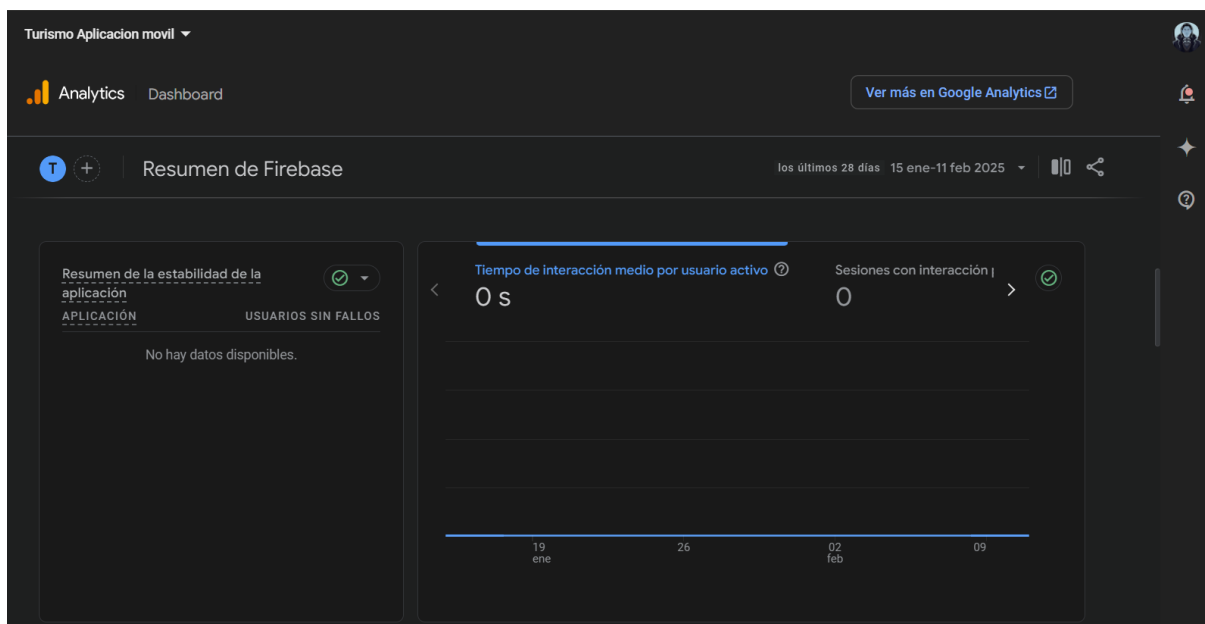 Turismo Aplicacion movil
Analytics Dashboard
Ver más en Google Analytics
T
Resumen de Firebase
los últimos 28 días 15 ene-11 feb 2025
Resumen de la estabilidad de la
aplicación
APLICACIÓN USUARIOS SIN FALLOS
No hay datos disponibles.
Tiempo de interacción medio por usuario activo
0 s
Sesiones con interacción
0
19
ene
26
02
feb
09